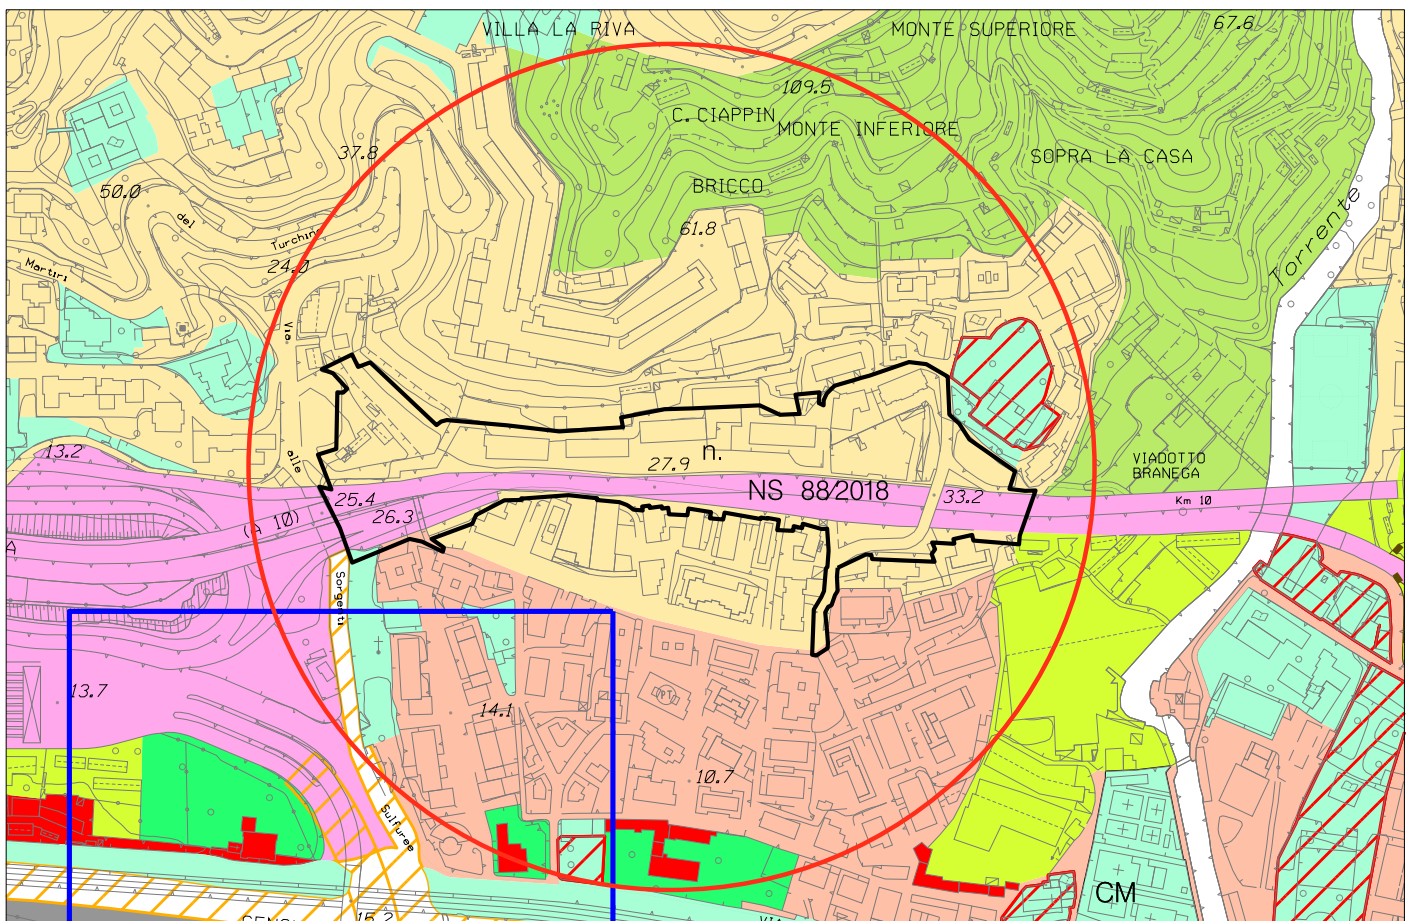 VILLA LA RIVA
MONTE SUPERIORE
67.6
109.5
C. CIAPPIN
MONTE INFERIORE
37.8
SOPRA LA CASA
BRICCO
50.0
del
61.8
Turchino
24.0
Torrente
Martiri
Via
13.2
alle
n.
27.9
VIADOTTO
BRANEGA
NS 88/2018
25.4
33.2
Km 10
26.3
(A 10)
A
Sorgenti
13.7
14.1
10.7
Sulfuree
CM
15.2